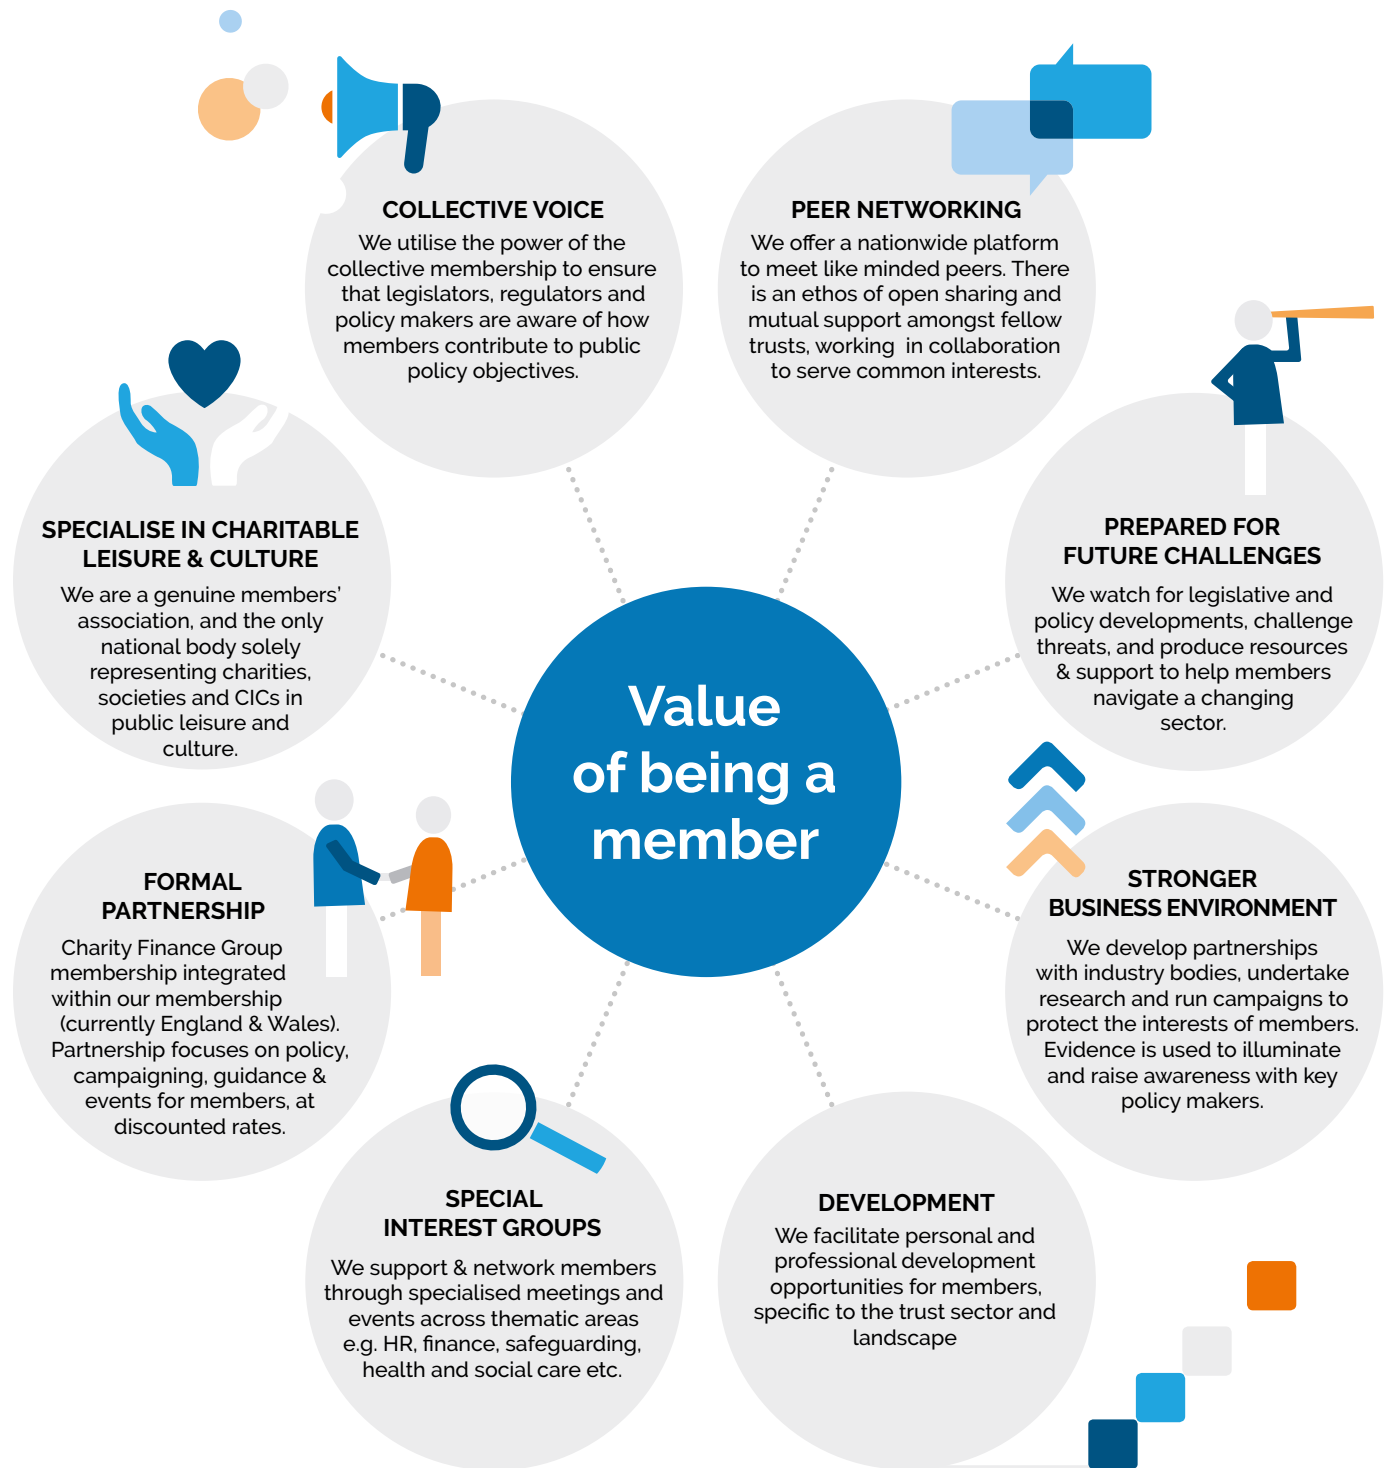 COLLECTIVE VOICE
We utilise the power of the
collective membership to ensure
that legislators, regulators and
policy makers are aware of how
members contribute to public
policy objectives.
PEER NETWORKING
We offer a nationwide platform
to meet like minded peers. There
is an ethos of open sharing and
mutual support amongst fellow
trusts, working in collaboration
to serve common interests.
SPECIALISE IN CHARITABLE
LEISURE & CULTURE
We are a genuine members’
association, and the only
national body solely
representing charities,
societies and CICs in
public leisure and
culture.
PREPARED FOR
FUTURE CHALLENGES
We watch for legislative and
policy developments, challenge
threats, and produce resources
& support to help members
navigate a changing
sector.
Value
of being a
member
FORMAL
PARTNERSHIP
Charity Finance Group
membership integrated
within our membership
(currently England & Wales).
Partnership focuses on policy,
campaigning, guidance &
events for members, at
discounted rates.
STRONGER
BUSINESS ENVIRONMENT
We develop partnerships
with industry bodies, undertake
research and run campaigns to
protect the interests of members.
Evidence is used to illuminate
and raise awareness with key
policy makers.
SPECIAL
INTEREST GROUPS
We support & network members
through specialised meetings and
events across thematic areas
e.g. HR, finance, safeguarding,
health and social care etc.
DEVELOPMENT
We facilitate personal and
professional development
opportunities for members,
specific to the trust sector and
landscape